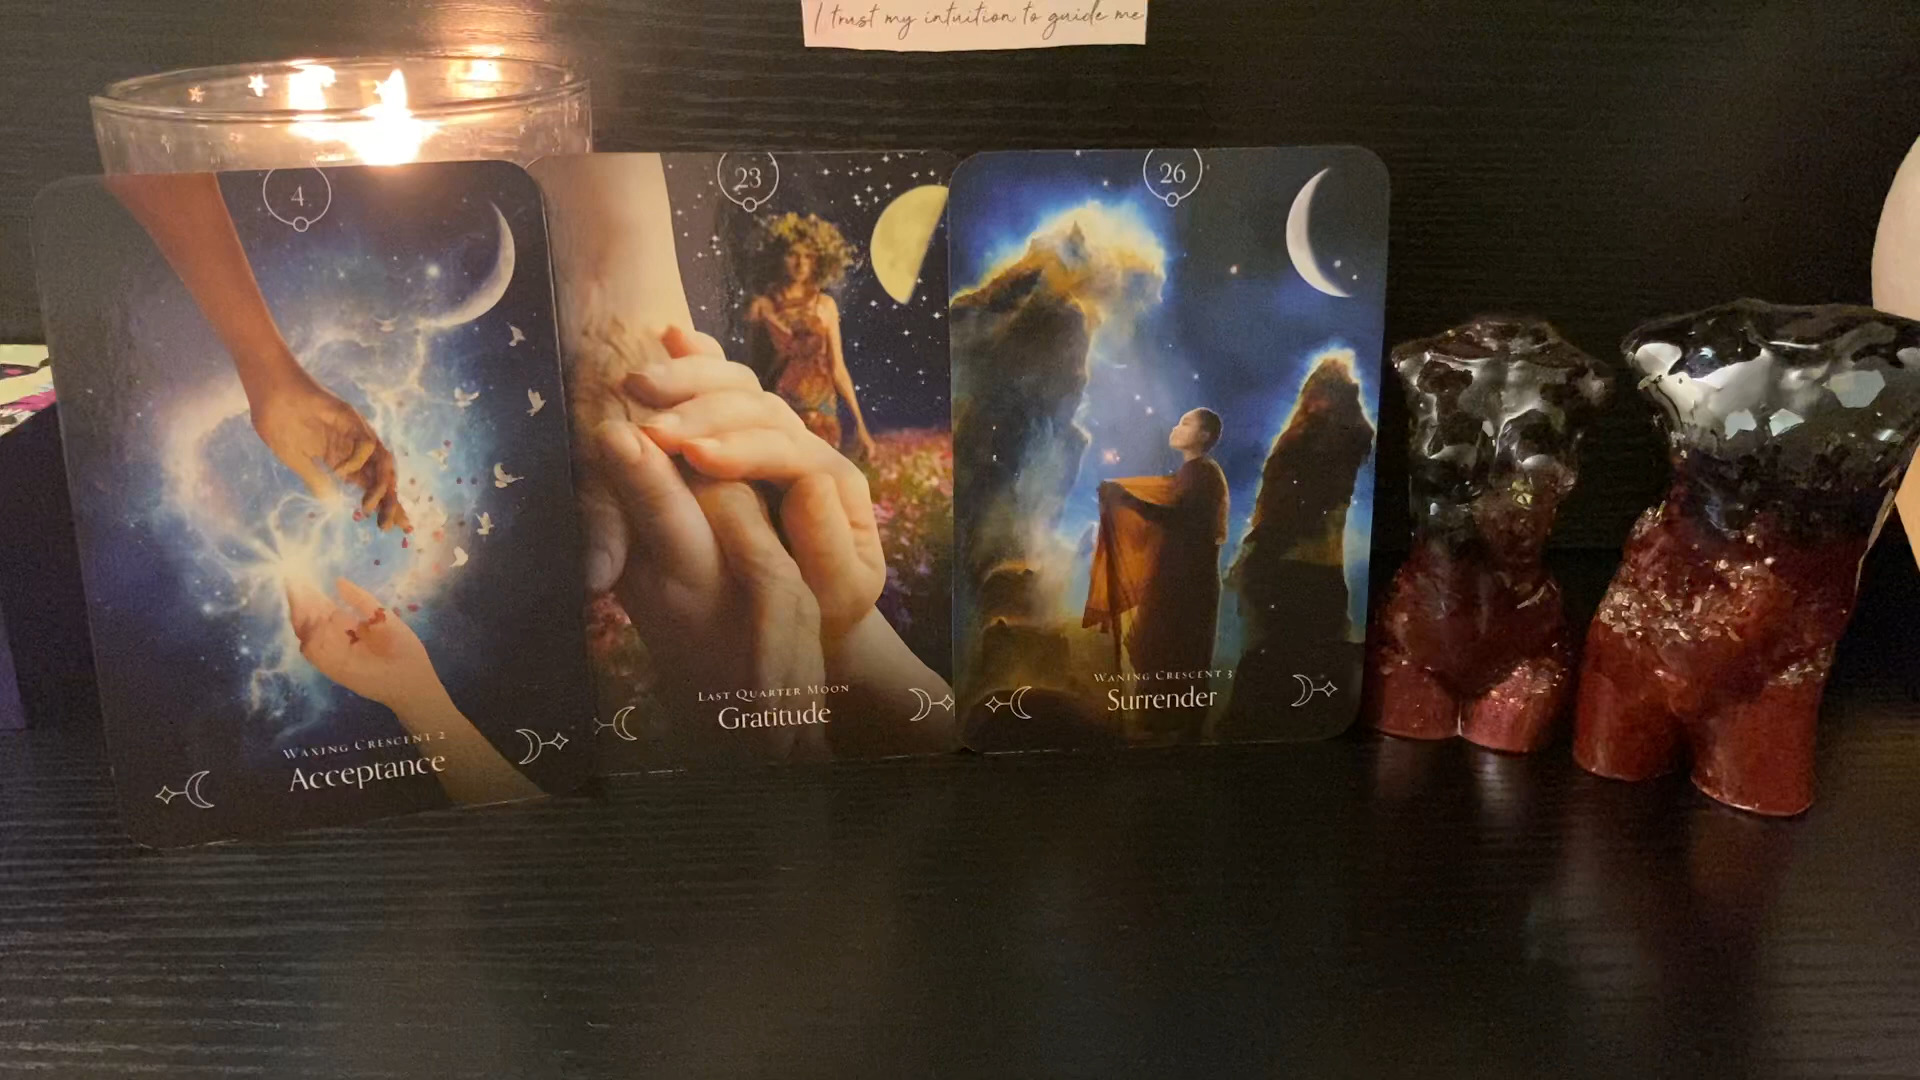 I trust my intuition to guide me
4
Waxing Crescent 2
Acceptance
23
Last Quarter Moon
Gratitude
26
Waning Crescent 3
Surrender